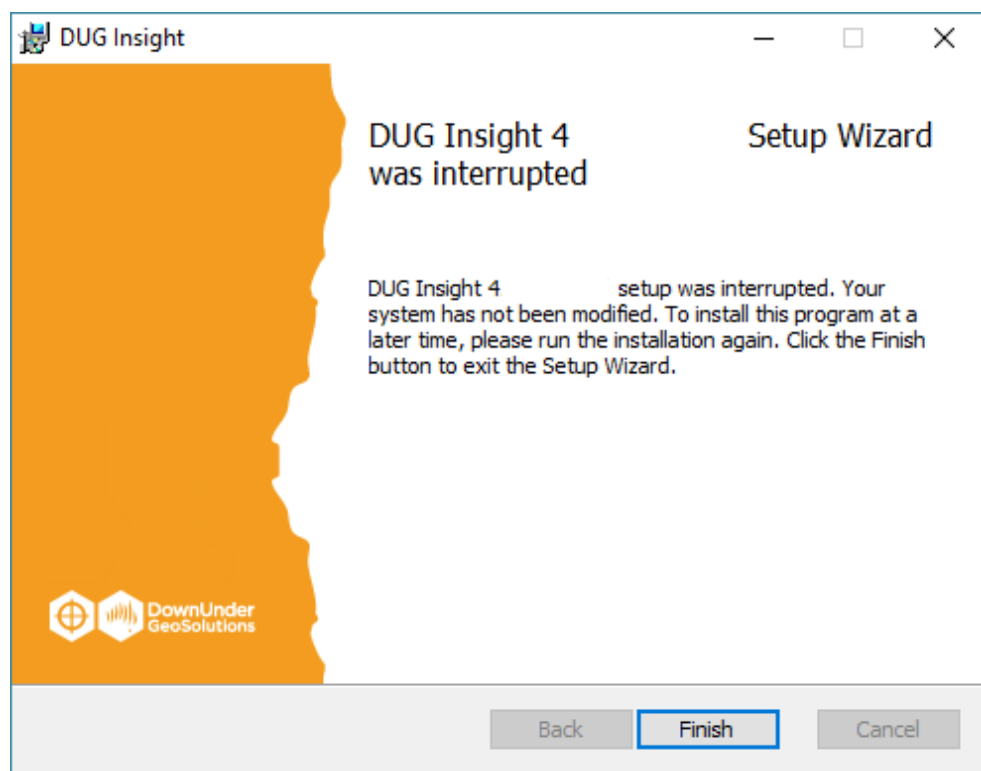 DUG Insight
DUG Insight 4 Setup Wizard
was interrupted
DUG Insight 4 setup was interrupted. Your
system has not been modified. To install this program at a
later time, please run the installation again. Click the Finish
button to exit the Setup Wizard.
DownUnder
GeoSolutions
Back Finish Cancel